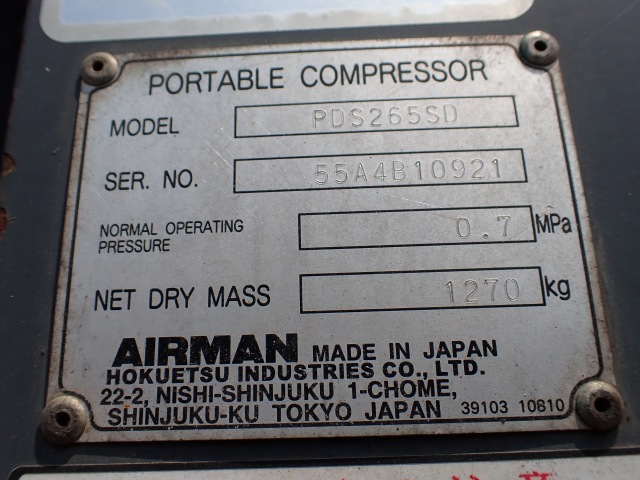 PORTABLE COMPRESSOR
MODEL PDS265SD
SER. NO. 55A4B10921
NORMAL OPERATING
PRESSURE 0.7 MPa
NET DRY MASS 1270 kg
AIRMAN MADE IN JAPAN
HOKUETSU INDUSTRIES CO., LTD.
22-2, NISHI-SHINJUKU 1-CHOME,
SHINJUKU-KU TOKYO JAPAN 39103 10810